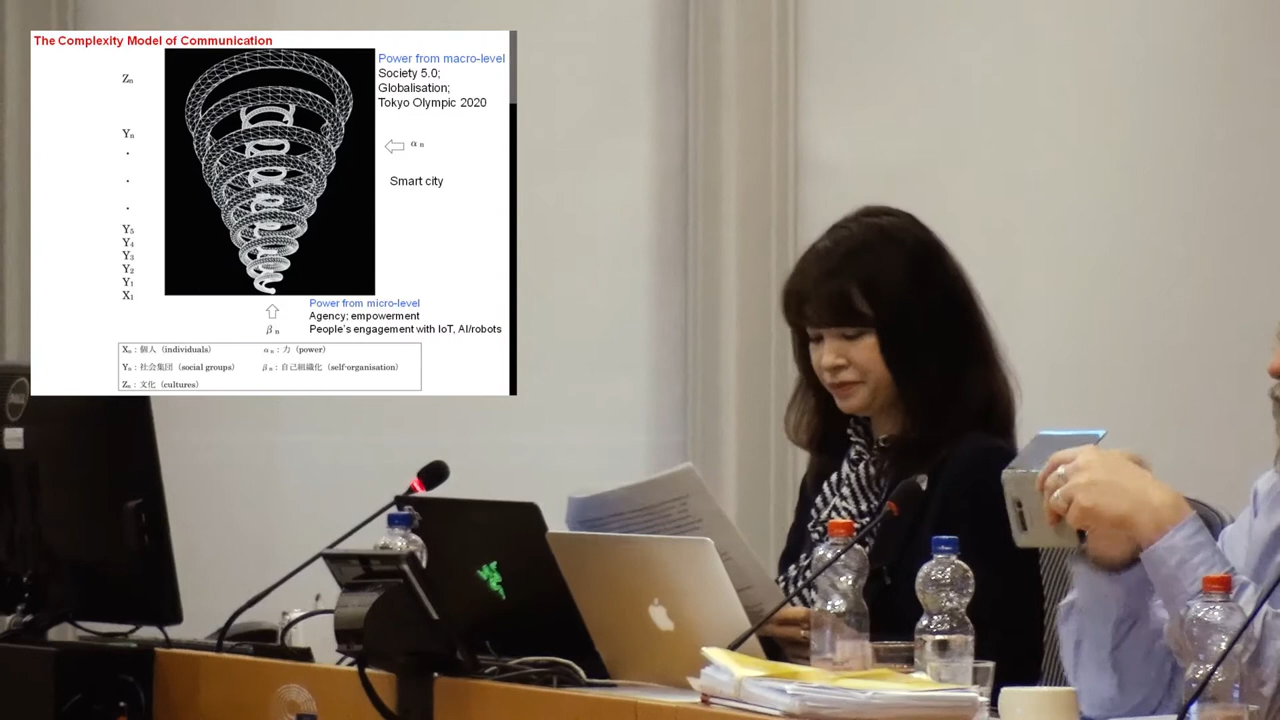 The Complexity Model of Communication
Zn
Yn
Y5
Y4
Y3
Y2
Y1
X1
Power from macro-level
Society 5.0;
Globalisation;
Tokyo Olympic 2020
αn
Smart city
Power from micro-level
Agency; empowerment
People's engagement with IoT, AI/robots
βn
Xn : 個人 (individuals) αn : 力 (power)
Yn : 社会集団 (social groups) βn : 自己組織化 (self-organisation)
Zn : 文化 (cultures)